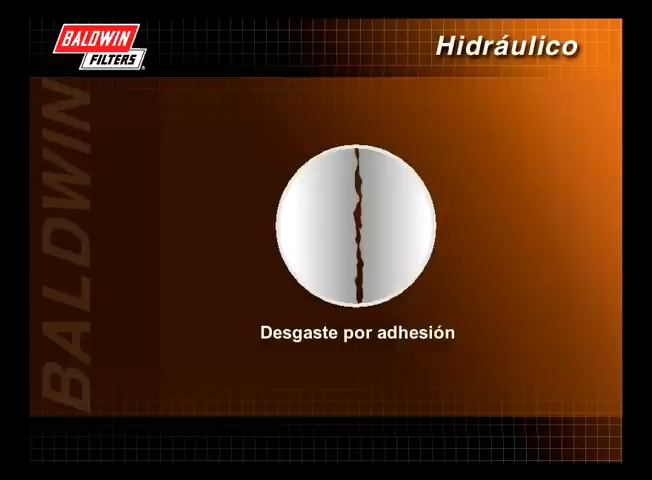 BALDWIN
FILTERS
Hidráulico
BALDWIN
Desgaste por adhesión